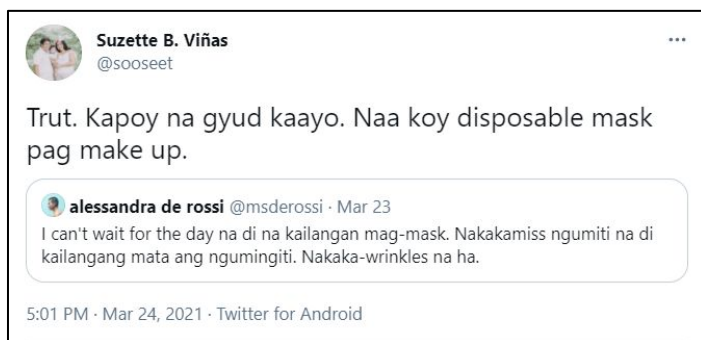 Suzette B. Viñas
@sooseet
Trut. Kapoy na gyud kaayo. Naa koy disposable mask
pag make up.
alessandra de rossi @msderossi · Mar 23
I can't wait for the day na di na kailangan mag-mask. Nakakamiss ngumiti na di
kailangang mata ang ngumingiti. Nakaka-wrinkles na ha.
5:01 PM · Mar 24, 2021 · Twitter for Android